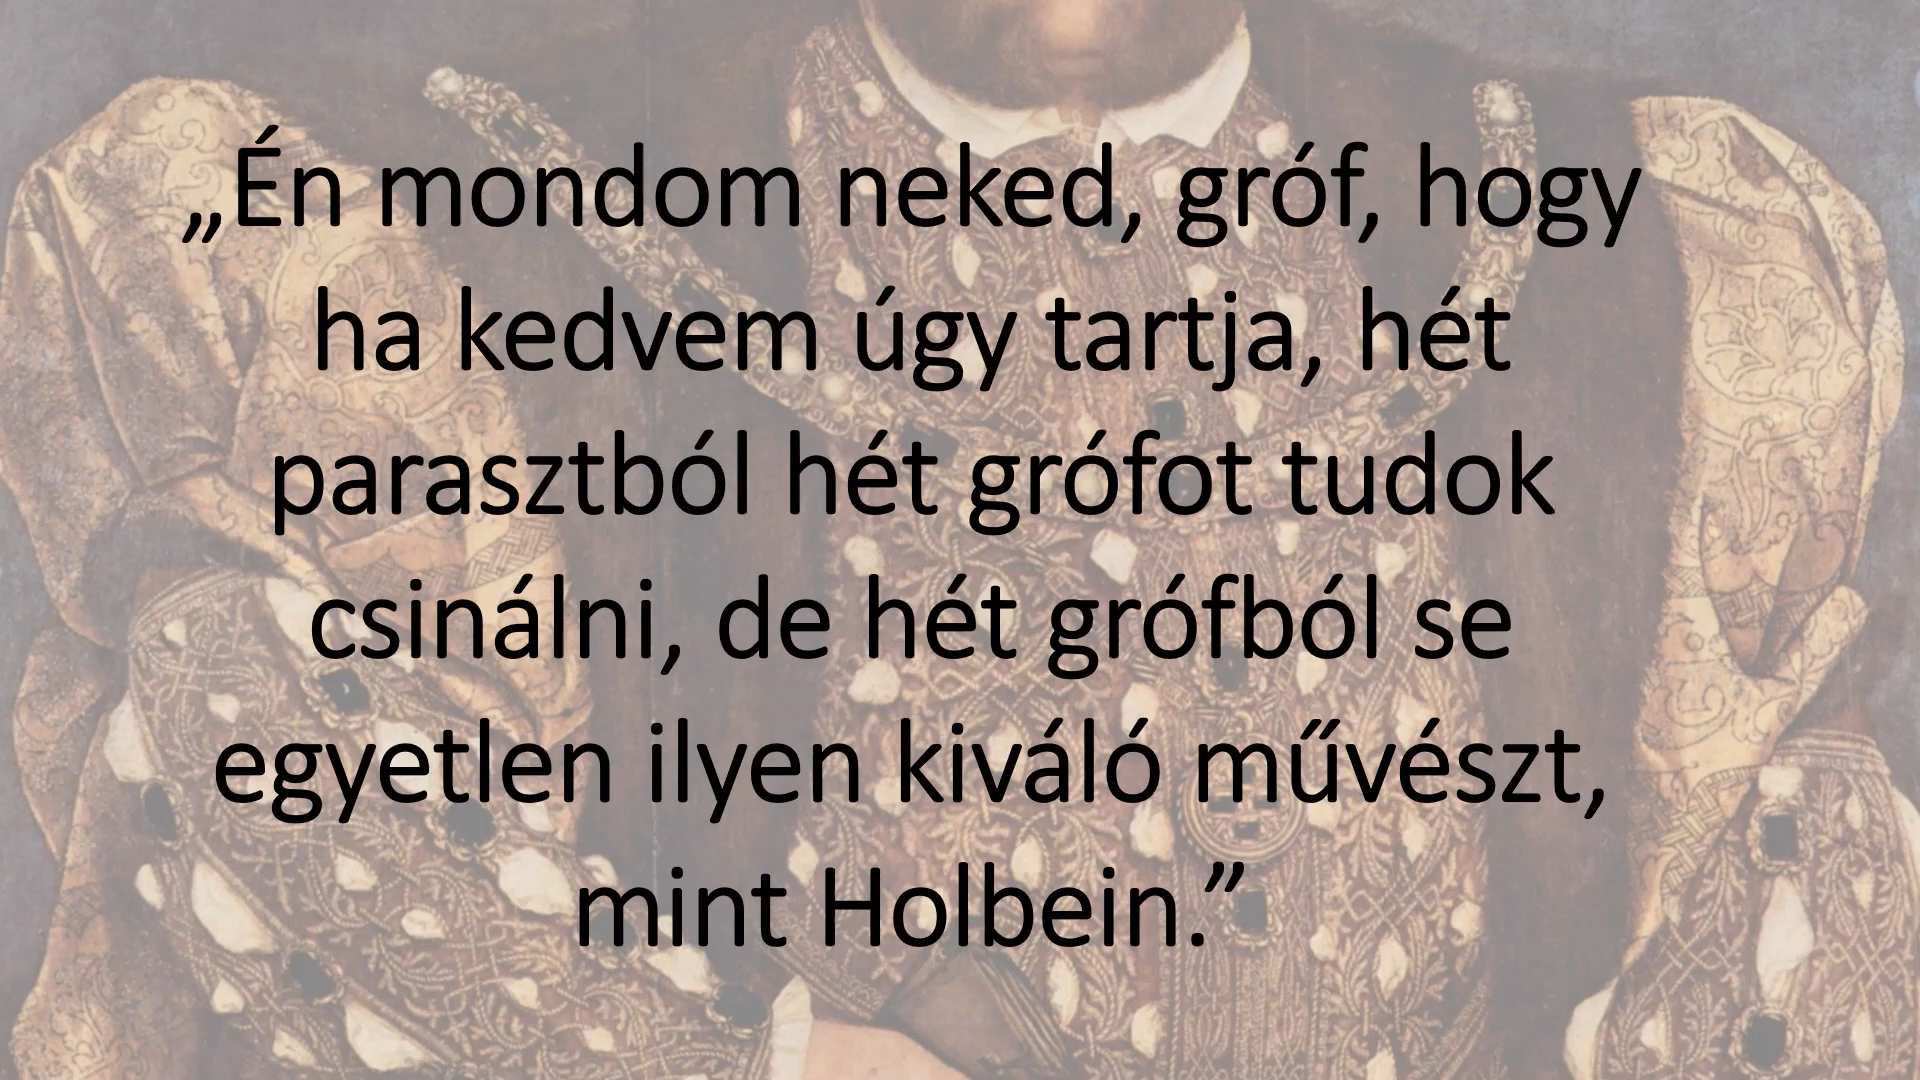 „Én mondom neked, gróf, hogy
ha kedvem úgy tartja, hét
parasztból hét grófot tudok
csinálni, de hét grófból se
egyetlen ilyen kiváló művészt,
mint Holbein.”